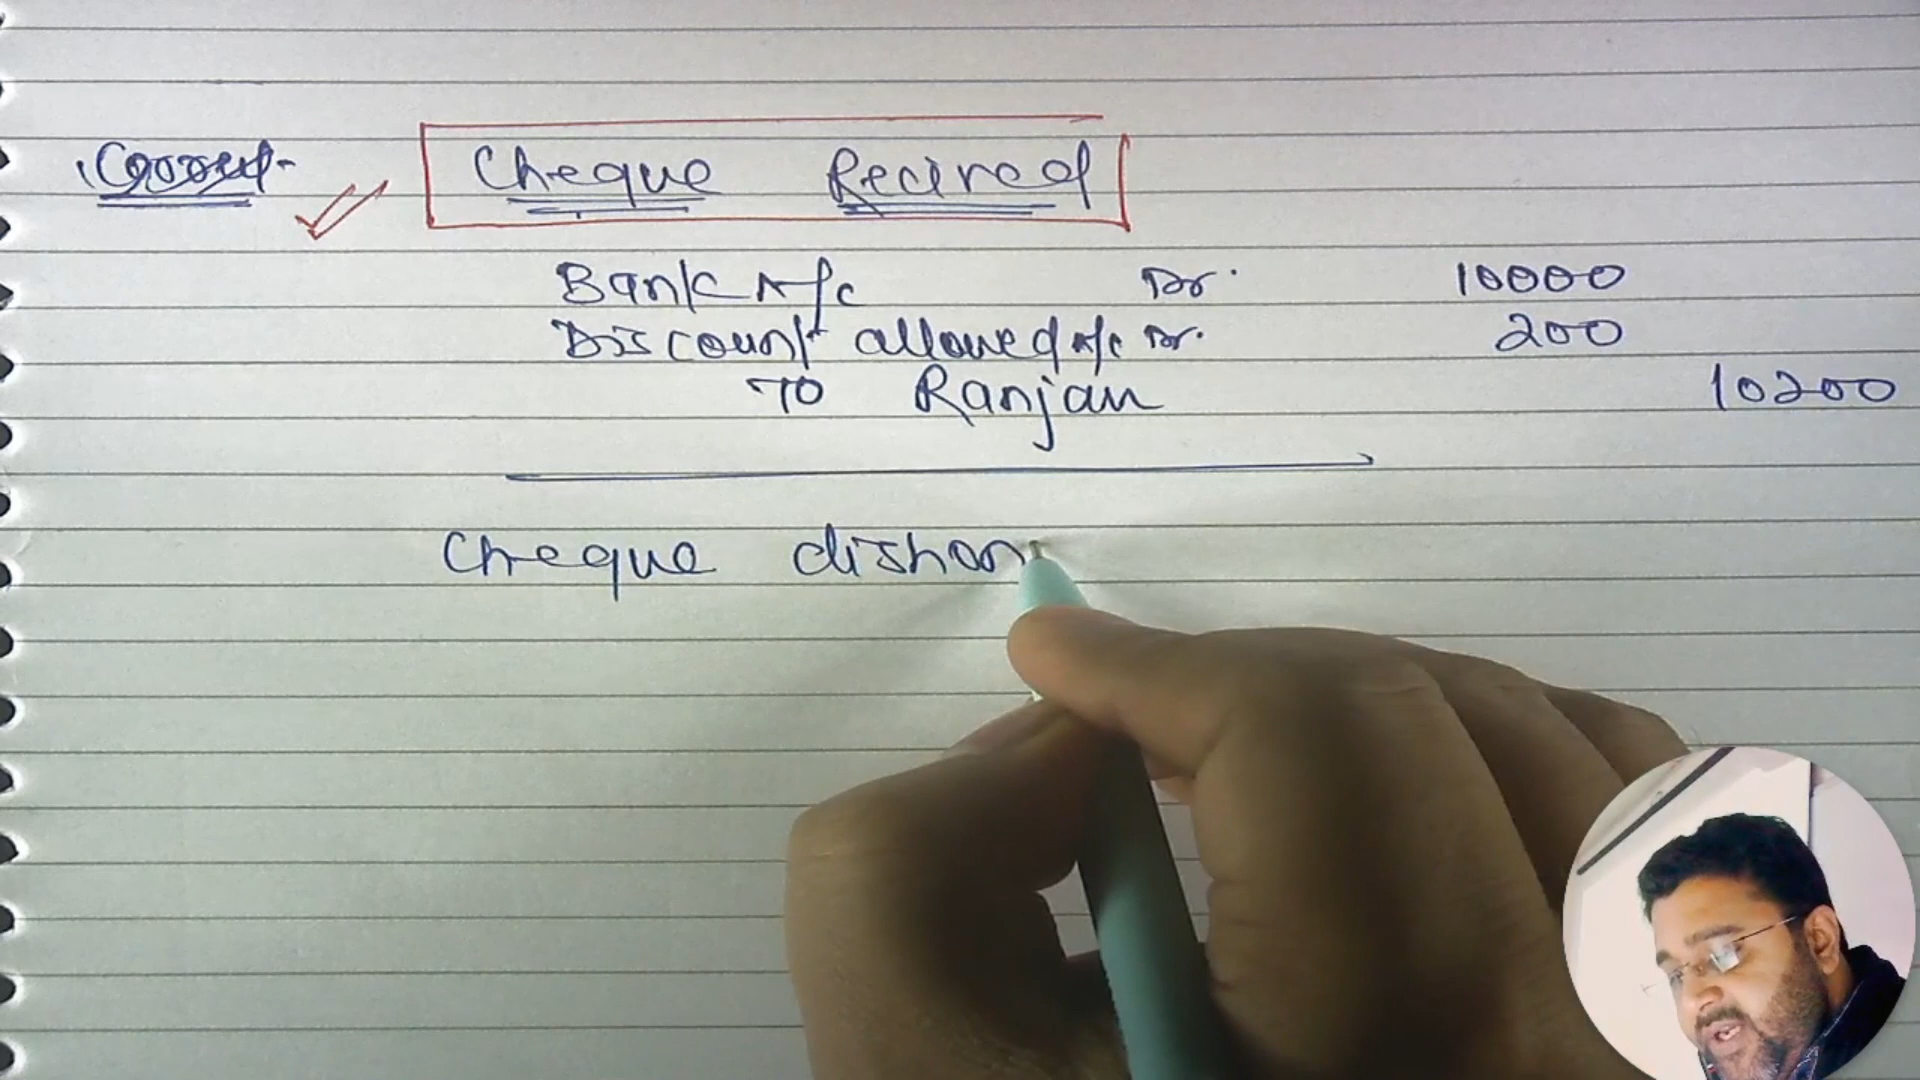 Cheque Recived
Bank A/c Dr. 10000
Discount allowed A/c Dr. 200
To Ranjan 10200
Cheque dishon